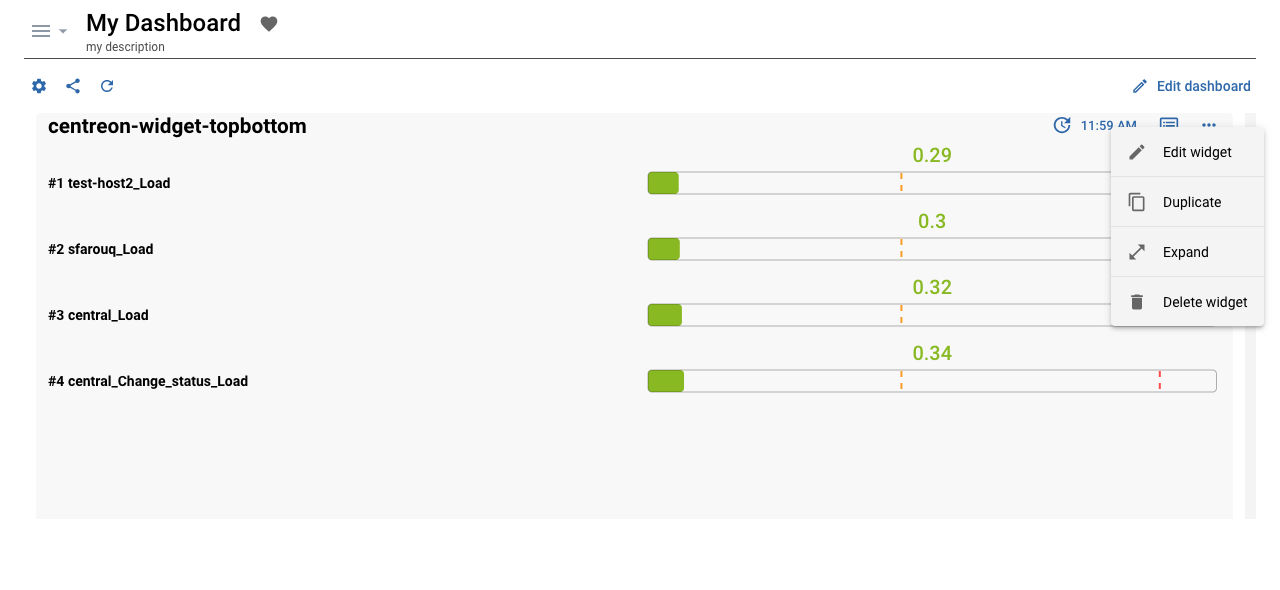 My Dashboard
my description
Edit dashboard
centreon-widget-topbottom
11:59 AM
Edit widget
Duplicate
Expand
Delete widget
0.29
#1 test-host2_Load
0.3
#2 sfarouq_Load
0.32
#3 central_Load
0.34
#4 central_Change_status_Load